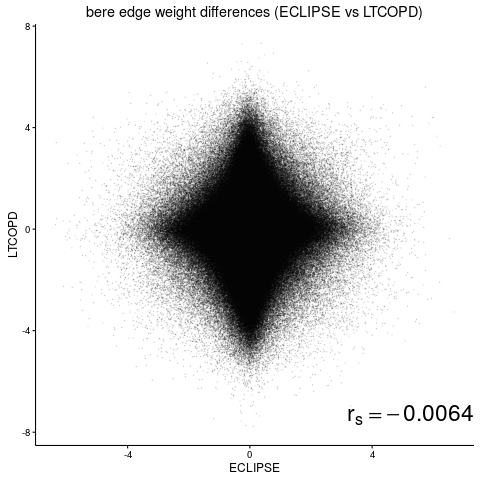 bere edge weight differences (ECLIPSE vs LTCOPD)
8
4
0
-4
-8
LTCOPD
rs = −0.0064
-4 0 4
ECLIPSE